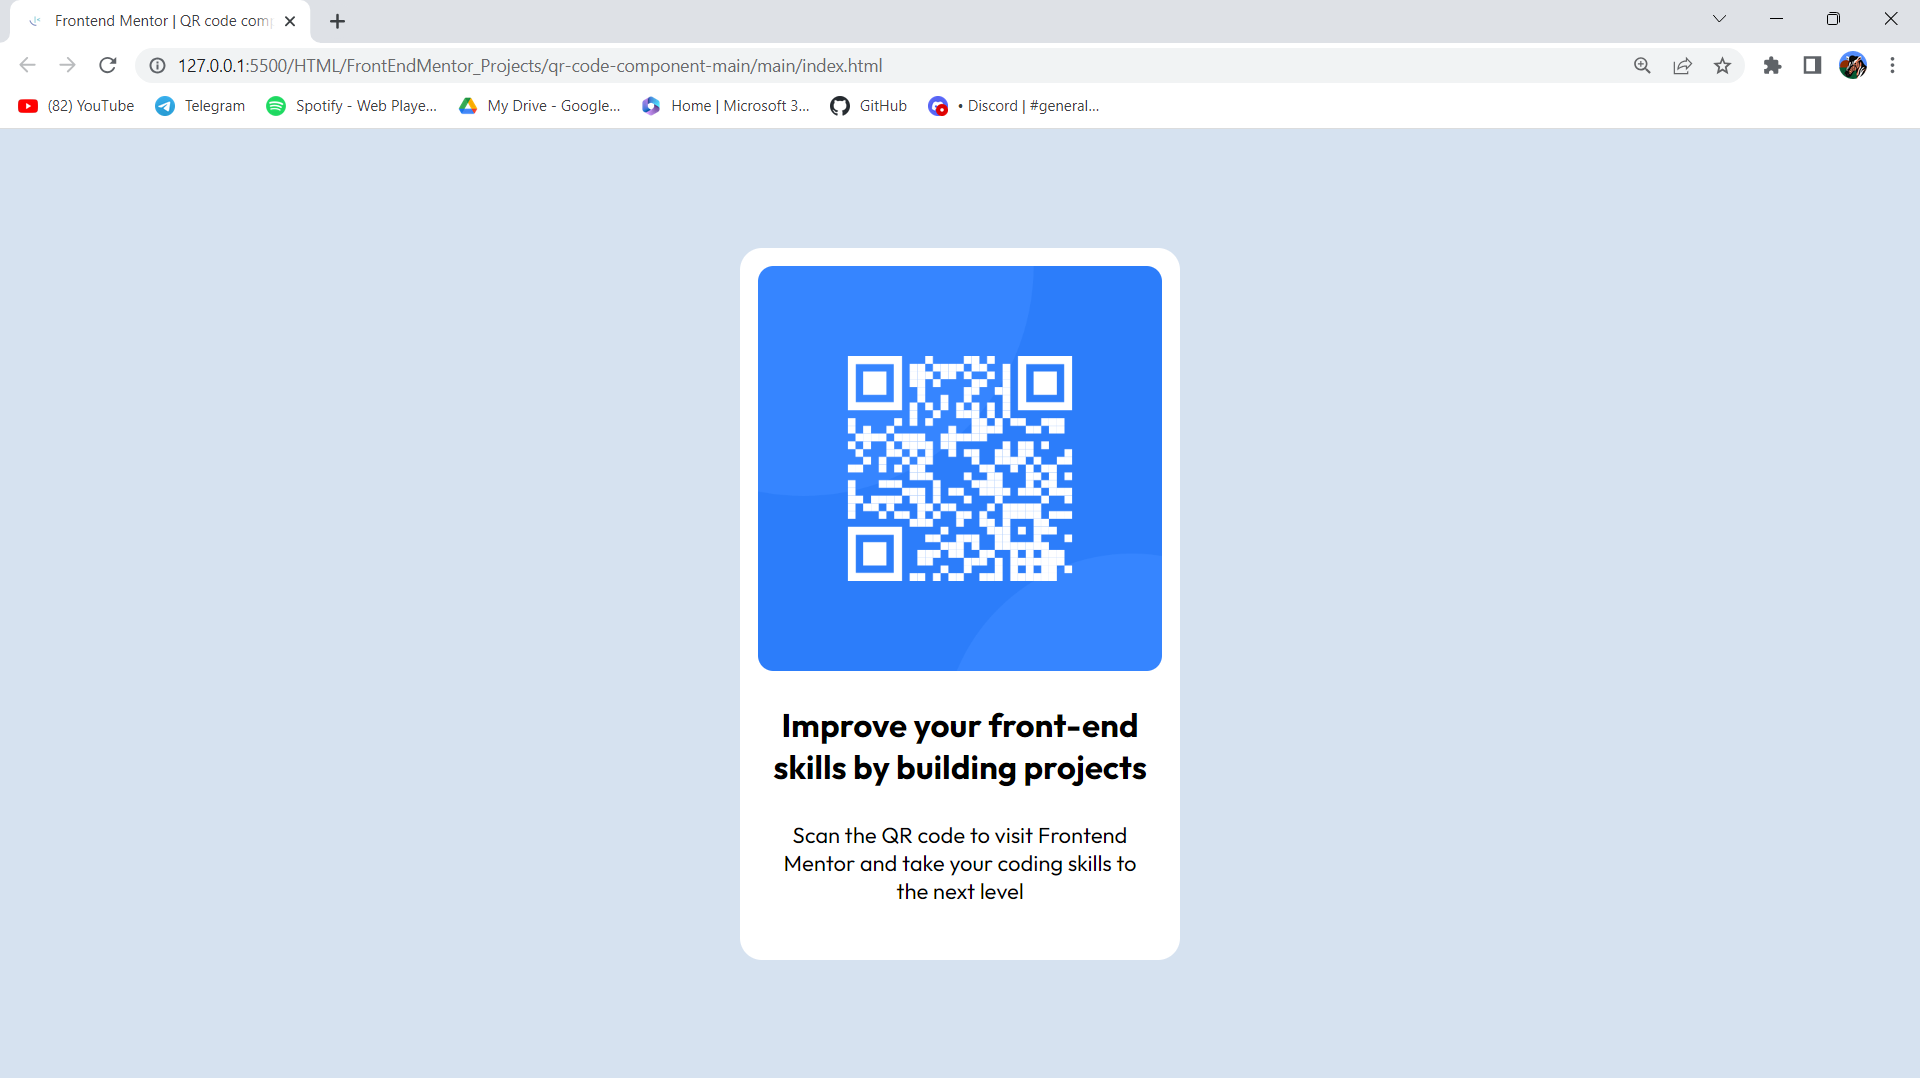 Frontend Mentor | QR code com
127.0.0.1:5500/HTML/FrontEndMentor_Projects/qr-code-component-main/main/index.html
(82) YouTube Telegram Spotify - Web Playe... My Drive - Google... Home | Microsoft 3... GitHub • Discord | #general...
Improve your front-end
skills by building projects
Scan the QR code to visit Frontend
Mentor and take your coding skills to
the next level